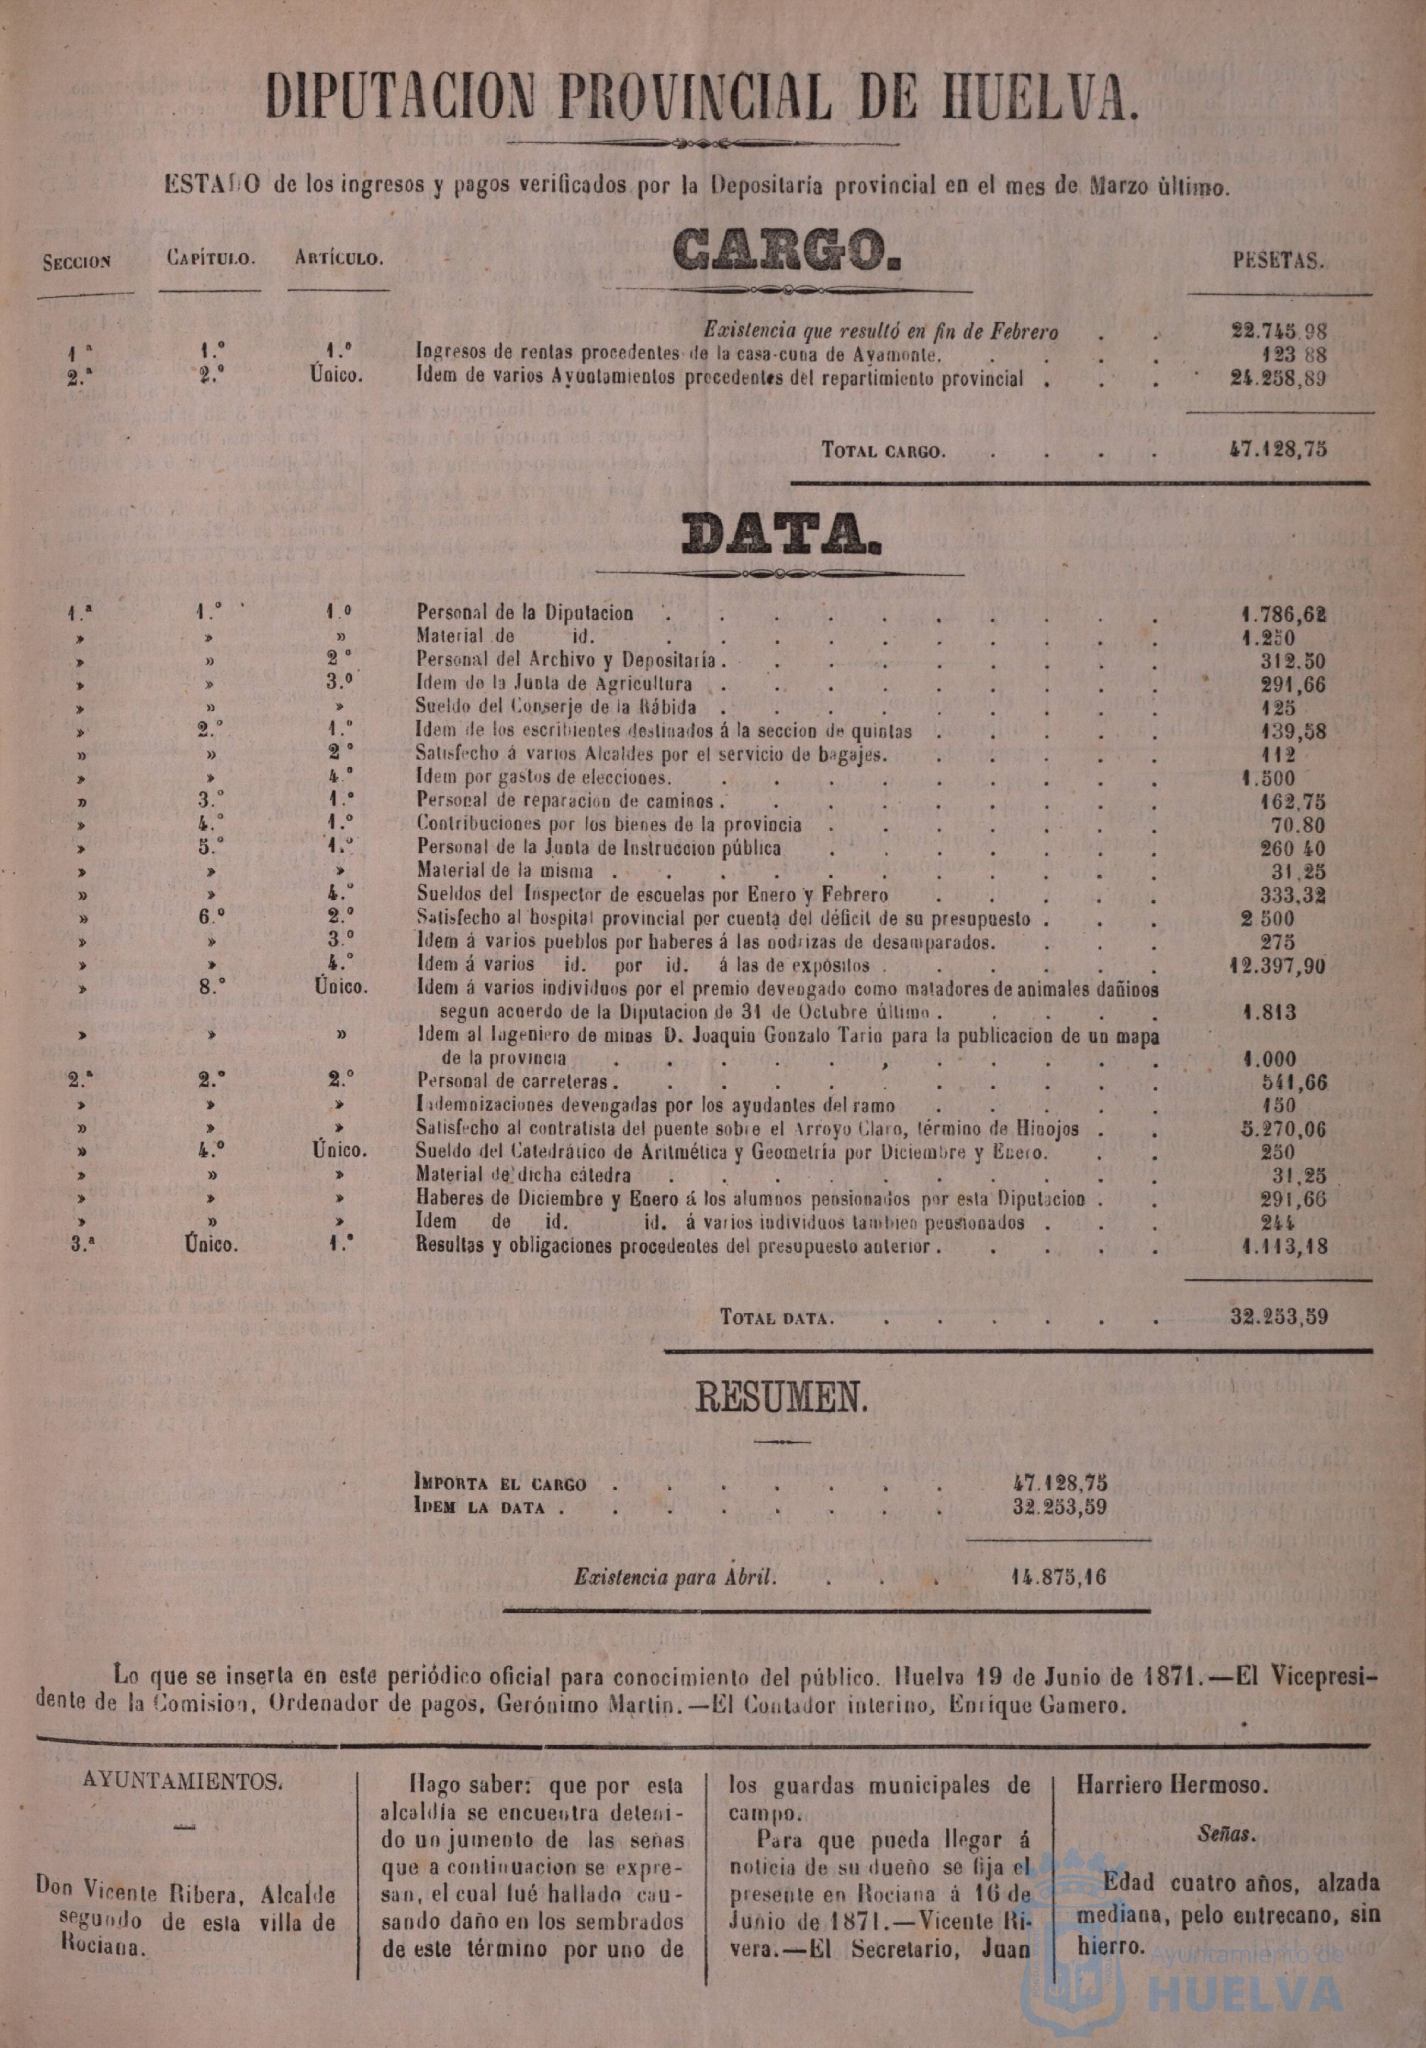 DIPUTACION PROVINCIAL DE HUELVA.
ESTADO de los ingresos y pagos verificados por la Depositaría provincial en el mes de Marzo último.
SECCION CAPÍTULO. ARTÍCULO. CARGO. PESETAS.
Existencia que resultó en fin de Febrero . . 22.745.98
1ª 1.º 1.º Ingresos de rentas procedentes de la casa-cuna de Ayamonte. . . . . 123 88
2.ª 2.º Único. Idem de varios Ayuntamientos precedentes del repartimiento provincial . . . 24.258,89
TOTAL CARGO. . . . . 47.128,75
DATA.
1.ª 1.º 1.º Personal de la Diputacion . . . . . . . . . . 1.786,62
» » » Material de id. . . . . . . . . . . 1.250
» » 2º Personal del Archivo y Depositaría . . . . . . . . . 312.50
» » 3.º Idem de la Junta de Agricultura . . . . . . . . . 291,66
» » » Sueldo del Conserje de la Rábida . . . . . . . . . 125
» 2.º 1.º Idem de los escribientes destinados á la seccion de quintas . . . . . 139,58
» » 2º Satisfecho á varios Alcaldes por el servicio de bagajes. . . . . . 112
» » 4.º Idem por gastos de elecciones. . . . . . . . . . 1.500
» 3.º 1.º Personal de reparacion de caminos . . . . . . . . . 162,75
» 4.º 1.º Contribuciones por los bienes de la provincia . . . . . . . 70.80
» 5.º 1.º Personal de la Junta de Instruccion pública . . . . . . . 260 40
» » » Material de la misma . . . . . . . . . . . 31,25
» » 4.º Sueldos del Inspector de escuelas por Enero y Febrero . . . . . 333,32
» 6.º 2.º Satisfecho al hospital provincial por cuenta del déficit de su presupuesto . . . 2 500
» » 3.º Idem á varios pueblos por haberes á las nodrizas de desamparados. . . . 275
» » 4.º Idem á varios id. por id. á las de expósitos . . . . . . 12.397,90
» 8.º Único. Idem á varios individuos por el premio devengado como matadores de animales dañinos
segun acuerdo de la Diputacion de 31 de Octubre último . . . . . 1.813
» » » Idem al Ingeniero de minas D. Joaquin Gonzalo Tario para la publicacion de un mapa
de la provincia . . . . . , . . . . . 1.000
2.ª 2.º 2.º Personal de carreteras . . . . . . . . . . . 541,66
» » » Indemnizaciones devengadas por los ayudantes del ramo . . . . . 150
» » » Satisfecho al contratista del puente sobre el Arroyo Claro, término de Hinojos . . 5.270,06
» 4.º Único. Sueldo del Catedrático de Aritmética y Geometría por Diciembre y Enero. . . 250
» » » Material de dicha cátedra . . . . . . . . . . 31,25
» » » Haberes de Diciembre y Enero á los alumnos pensionados por esta Diputacion . . 291,66
» » » Idem de id. id. á varios individuos tambien pensionados . . . 244
3.ª Único. 1.º Resultas y obligaciones procedentes del presupuesto anterior . . . . . 1.113,18
TOTAL DATA. . . . . . . 32.253,59
RESUMEN.
IMPORTA EL CARGO . . . . . . . 47.128,75
IDEM LA DATA . . . . . . . . 32.253,59
Existencia para Abril. . . . 14.875,16
Lo que se inserta en este periódico oficial para conocimiento del público. Huelva 19 de Junio de 1871.—El Vicepresi-
dente de la Comision, Ordenador de pagos, Gerónimo Martin.—El Contador interino, Enrique Gamero.
AYUNTAMIENTOS.
Don Vicente Ribera, Alcalde
segundo de esta villa de
Rociana.
Hago saber: que por esta
alcaldía se encuentra deteni-
do un jumento de las señas
que a continuacion se expre-
san, el cual fué hallado cau-
sando daño en los sembrados
de este término por uno de
los guardas municipales de
campo.
Para que pueda llegar á
noticia de su dueño se fija el
presente en Rociana á 16 de
Junio de 1871.—Vicente Ri-
vera.—El Secretario, Juan
Harriero Hermoso.
Señas.
Edad cuatro años, alzada
mediana, pelo entrecano, sin
hierro.
Ayuntamiento de
HUELVA